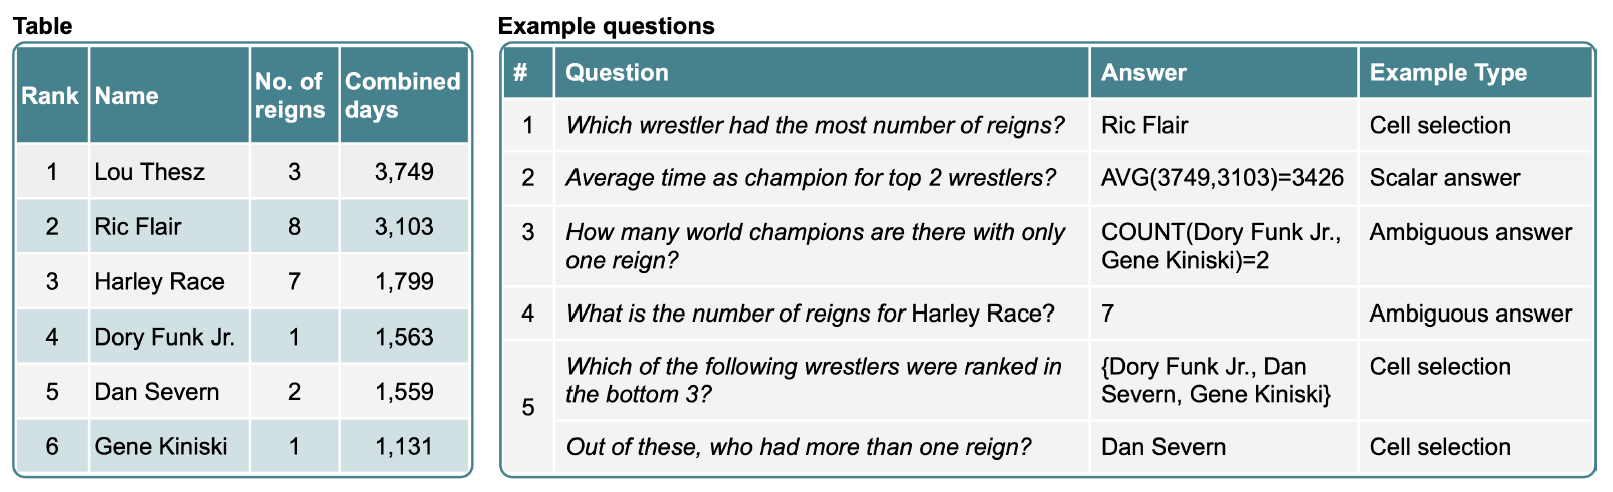 Table
Rank Name No. of reigns Combined days
1 Lou Thesz 3 3,749
2 Ric Flair 8 3,103
3 Harley Race 7 1,799
4 Dory Funk Jr. 1 1,563
5 Dan Severn 2 1,559
6 Gene Kiniski 1 1,131
Example questions
# Question Answer Example Type
1 Which wrestler had the most number of reigns? Ric Flair Cell selection
2 Average time as champion for top 2 wrestlers? AVG(3749,3103)=3426 Scalar answer
3 How many world champions are there with only one reign? COUNT(Dory Funk Jr., Gene Kiniski)=2 Ambiguous answer
4 What is the number of reigns for Harley Race? 7 Ambiguous answer
5 Which of the following wrestlers were ranked in the bottom 3? {Dory Funk Jr., Dan Severn, Gene Kiniski} Cell selection
Out of these, who had more than one reign? Dan Severn Cell selection